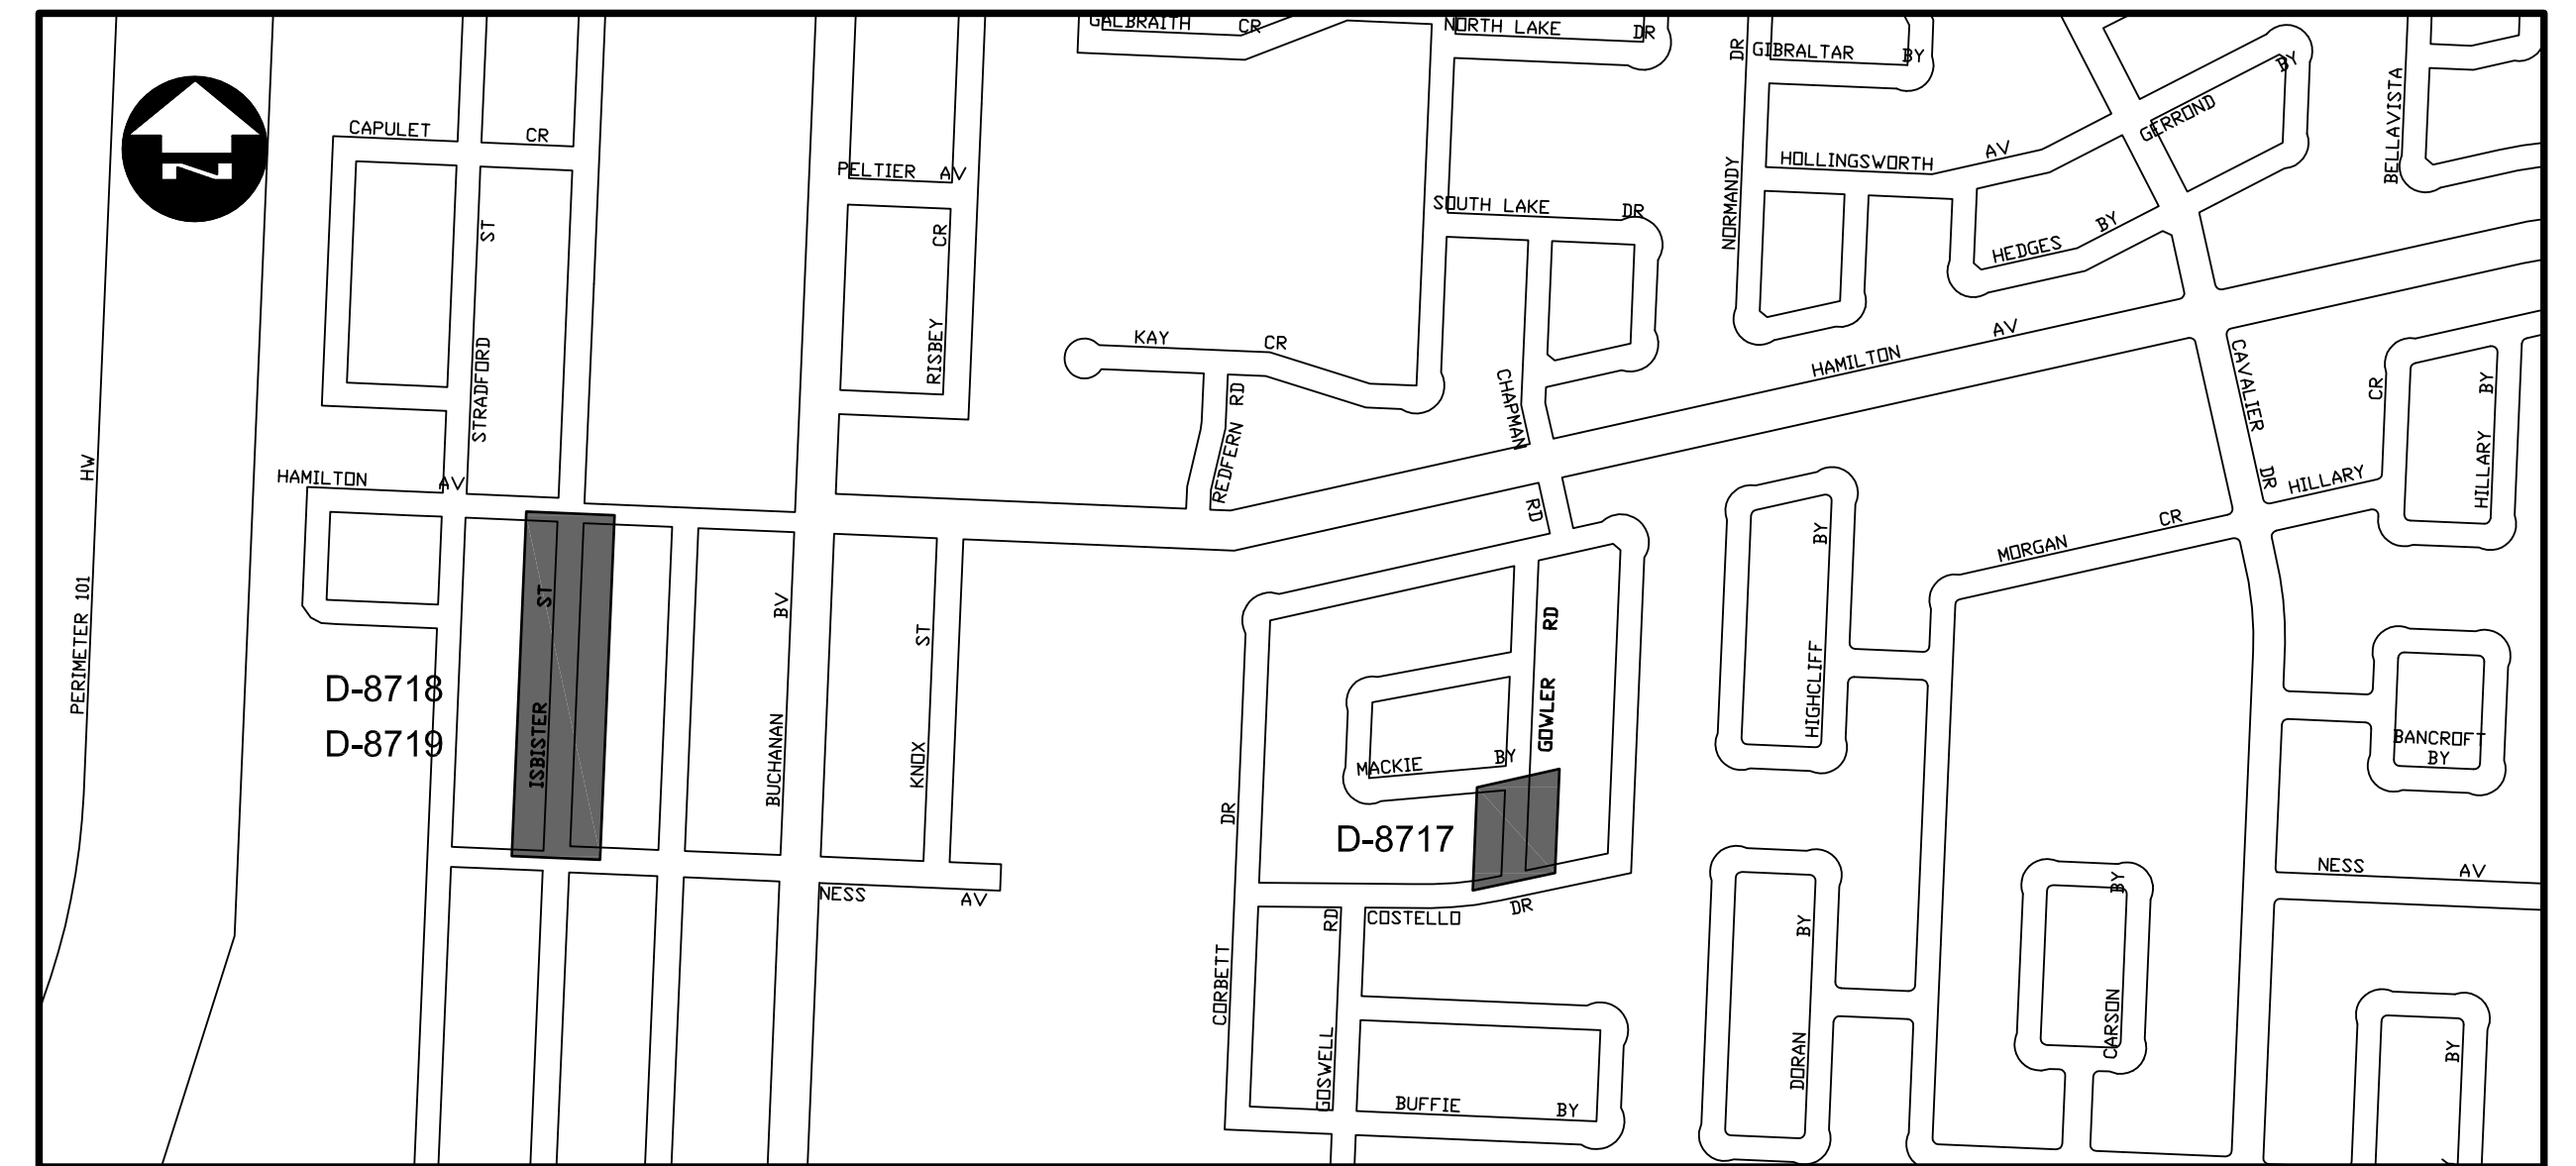 GALBRAITH CR
NORTH LAKE DR
DR
GIBRALTAR BY
BY
GERROND
BELLAVISTA
N
CAPULET CR
PELTIER AV
HOLLINGSWORTH AV
NORMANDY
SOUTH LAKE DR
HEDGES BY
STRADFORD ST
RISBEY CR
KAY CR
REDFERN RD
CHAPMAN
RD
HAMILTON AV
CAVALIER
DR
CR
HILLARY
HILLARY BY
PERIMETER 101 HW
HAMILTON AV
MORGAN CR
HIGHCLIFF BY
ISBISTER ST
BUCHANAN BV
KNOX ST
GOWLER RD
D-8718
D-8719
MACKIE BY
BANCROFT
BY
D-8717
CORBETT DR
NESS AV
COSTELLO DR
NESS AV
GOSWELL RD
DORAN BY
CARSON BY
BUFFIE BY
BY